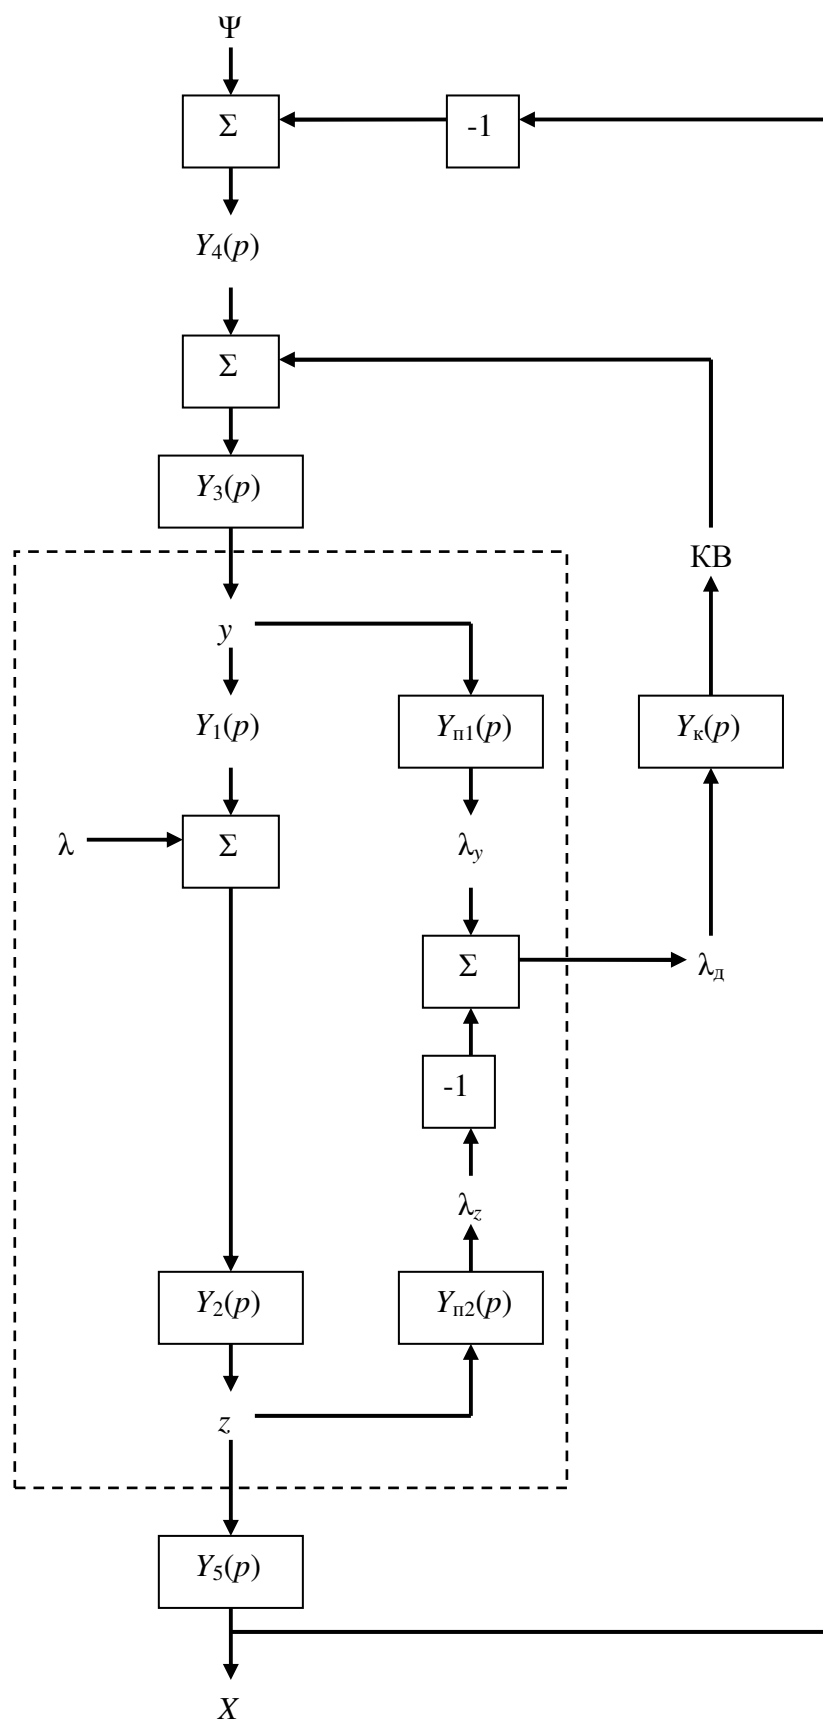 Ψ
Σ
-1
Y₄(p)
Σ
Y₃(p)
КВ
y
Y₁(p)
Yп1(p)
Yк(p)
λ
Σ
λy
Σ
λд
-1
λz
Y₂(p)
Yп2(p)
z
Y₅(p)
X